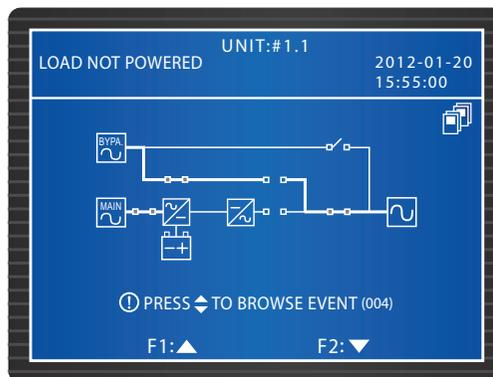 UNIT:#1.1
LOAD NOT POWERED
2012-01-20
15:55:00
BYPA.
MAIN
PRESS TO BROWSE EVENT (004)
F1:
F2: